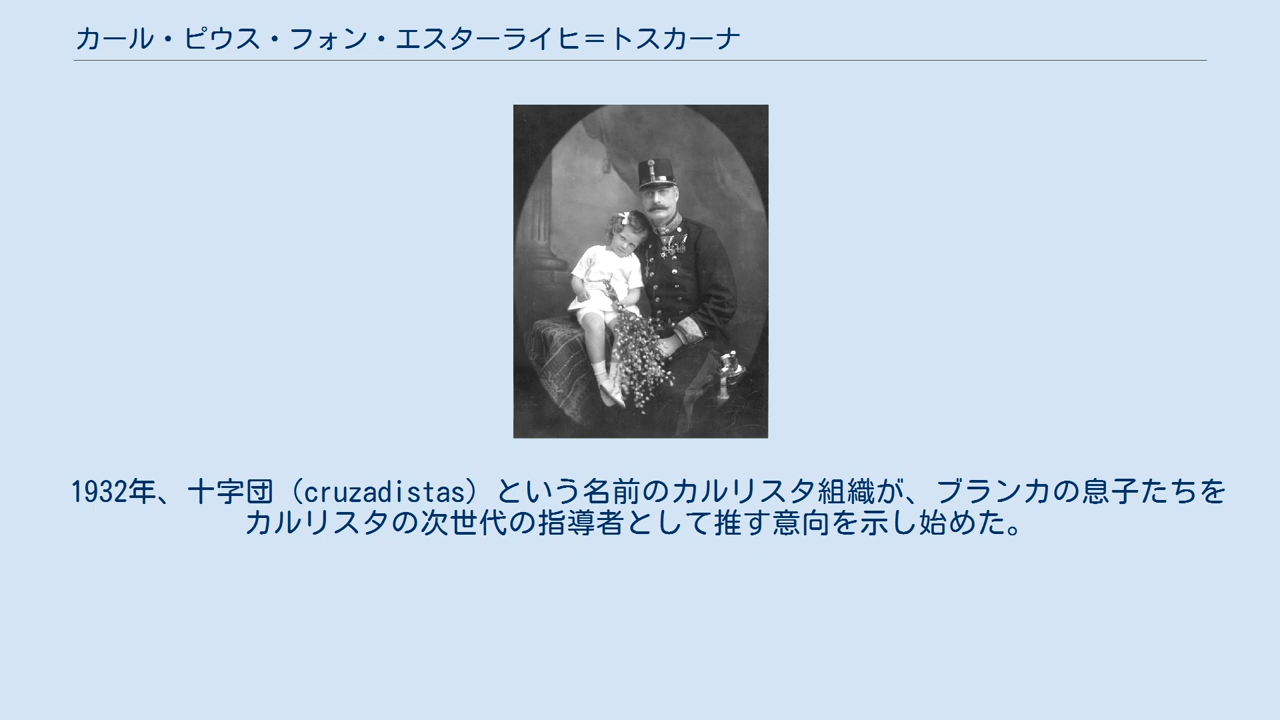 カール・ピウス・フォン・エスターライヒ＝トスカーナ
1932年、十字団（cruzadistas）という名前のカルリスタ組織が、ブランカの息子たちを
カルリスタの次世代の指導者として推す意向を示し始めた。